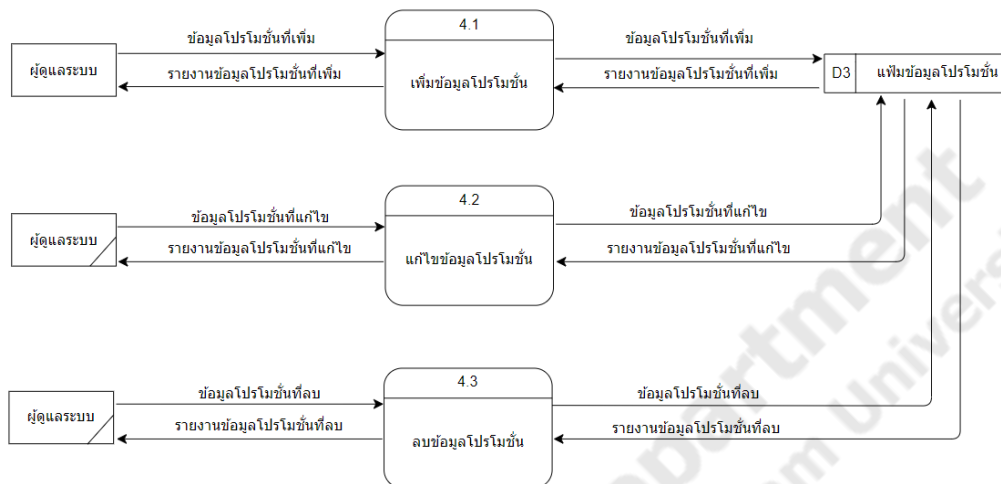 4.1
ข้อมูลโปรโมชั่นที่เพิ่ม
ข้อมูลโปรโมชั่นที่เพิ่ม
ผู้ดูแลระบบ
รายงานข้อมูลโปรโมชั่นที่เพิ่ม
เพิ่มข้อมูลโปรโมชั่น
รายงานข้อมูลโปรโมชั่นที่เพิ่ม
D3
แฟ้มข้อมูลโปรโมชั่น
4.2
ข้อมูลโปรโมชั่นที่แก้ไข
ข้อมูลโปรโมชั่นที่แก้ไข
ผู้ดูแลระบบ
รายงานข้อมูลโปรโมชั่นที่แก้ไข
แก้ไขข้อมูลโปรโมชั่น
รายงานข้อมูลโปรโมชั่นที่แก้ไข
4.3
ข้อมูลโปรโมชั่นที่ลบ
ข้อมูลโปรโมชั่นที่ลบ
ผู้ดูแลระบบ
รายงานข้อมูลโปรโมชั่นที่ลบ
ลบข้อมูลโปรโมชั่น
รายงานข้อมูลโปรโมชั่นที่ลบ